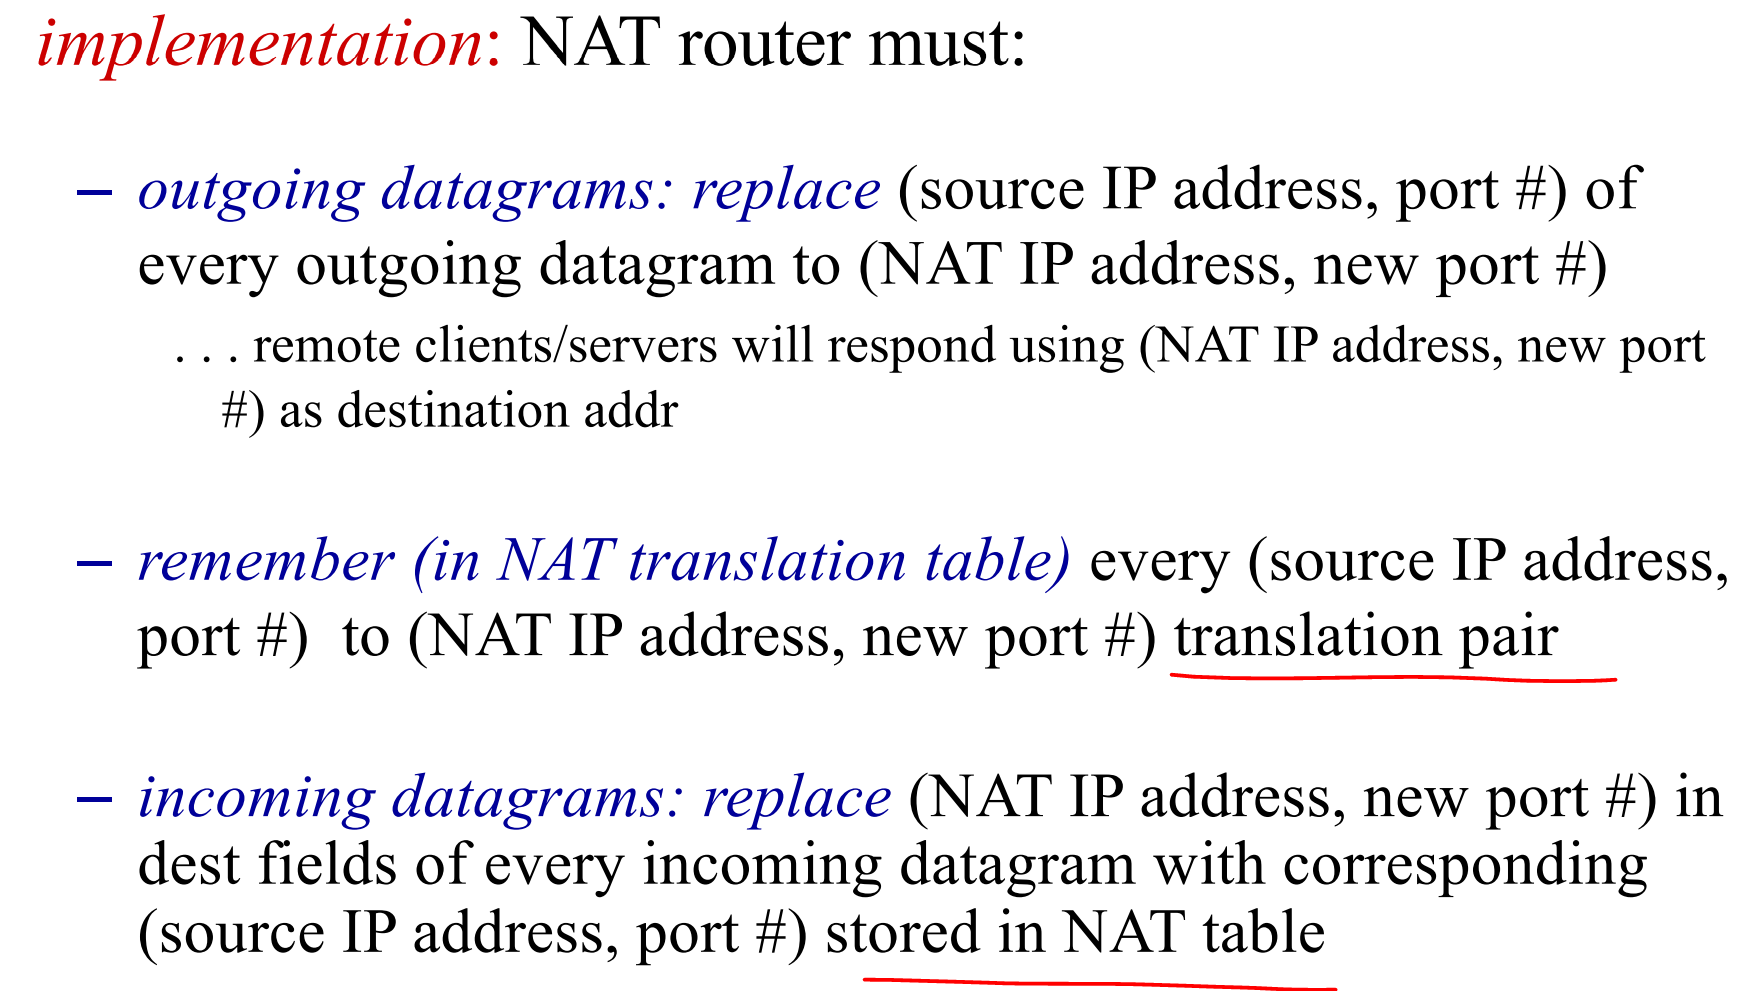 implementation: NAT router must:
– outgoing datagrams: replace (source IP address, port #) of
every outgoing datagram to (NAT IP address, new port #)
. . . remote clients/servers will respond using (NAT IP address, new port
#) as destination addr
– remember (in NAT translation table) every (source IP address,
port #)  to (NAT IP address, new port #) translation pair
– incoming datagrams: replace (NAT IP address, new port #) in
dest fields of every incoming datagram with corresponding
(source IP address, port #) stored in NAT table